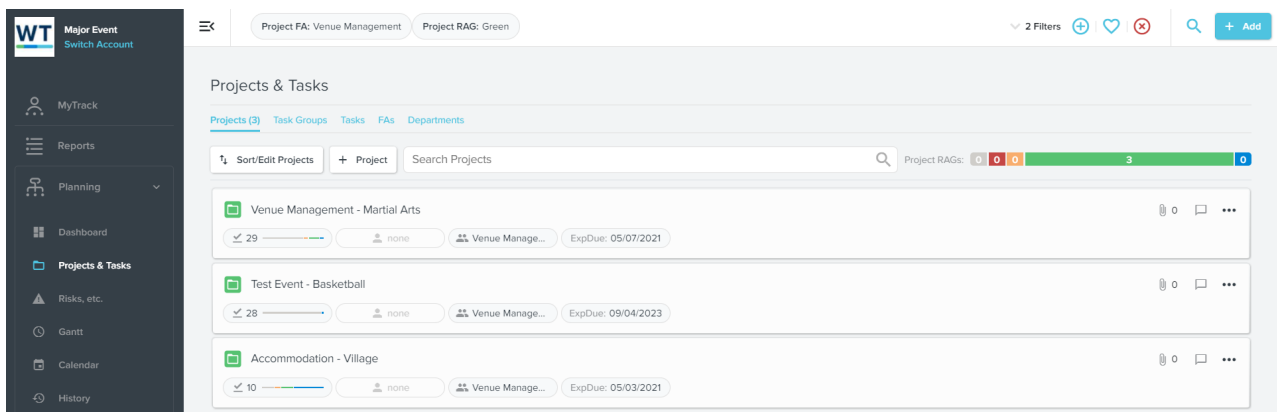 WT
Major Event
Switch Account
Project FA: Venue Management
Project RAG: Green
2 Filters
+ Add
MyTrack
Reports
Planning
Dashboard
Projects & Tasks
Risks, etc.
Gantt
Calendar
History
Projects & Tasks
Projects (3) Task Groups Tasks FAs Departments
Sort/Edit Projects
+ Project
Search Projects
Project RAGs: 0 0 0 3 0
Venue Management - Martial Arts
0
29
none
Venue Manage...
ExpDue: 05/07/2021
Test Event - Basketball
0
28
none
Venue Manage...
ExpDue: 09/04/2023
Accommodation - Village
0
10
none
Venue Manage...
ExpDue: 05/03/2021